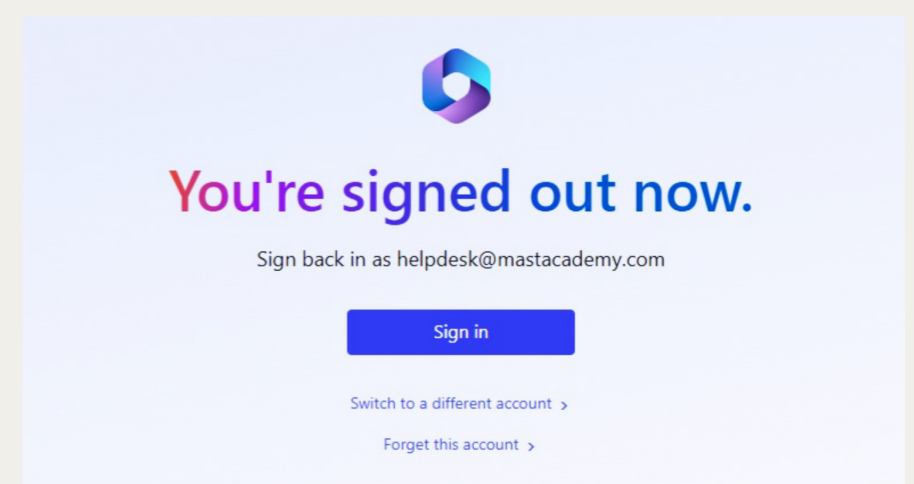 You're signed out now.
Sign back in as helpdesk@mastacademy.com
Sign in
Switch to a different account >
Forget this account >